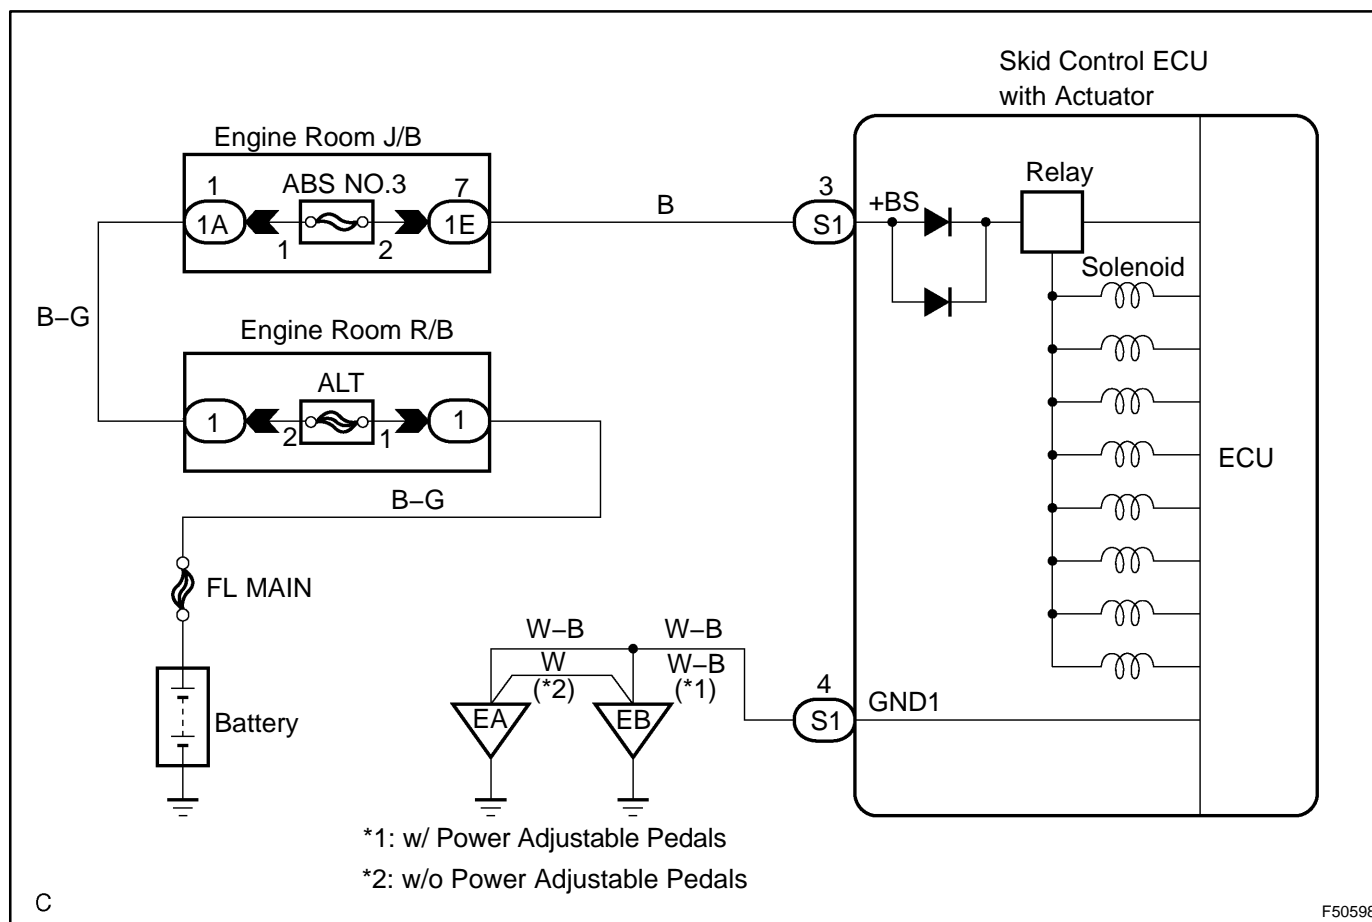 Skid Control ECU
with Actuator
Engine Room J/B
1
ABS NO.3
7
1A
1
2
1E
B
3
S1
+BS
Relay
Solenoid
B–G
Engine Room R/B
ALT
1
2
1
1
ECU
B–G
FL MAIN
W–B
W–B
W
(*2)
W–B
(*1)
4
S1
GND1
EA
EB
Battery
*1: w/ Power Adjustable Pedals
*2: w/o Power Adjustable Pedals
C
F50598